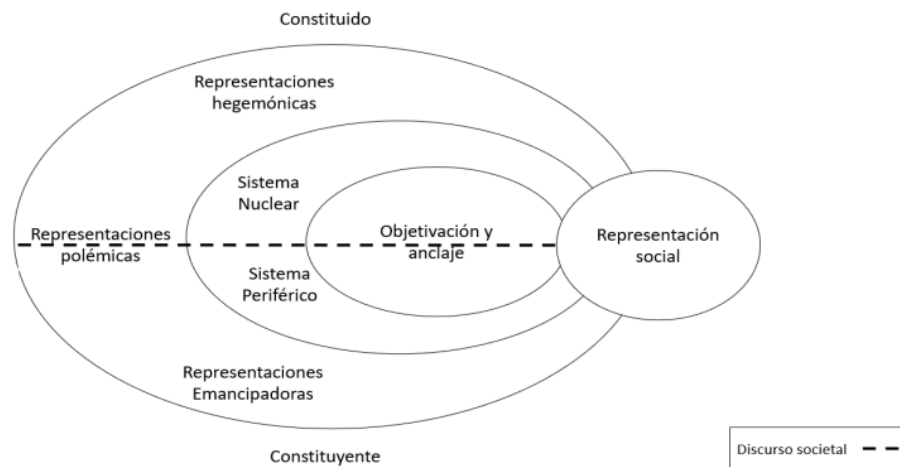 Constituido
Representaciones
hegemónicas
Sistema
Nuclear
Representaciones
polémicas
Objetivación y
anclaje
Representación
social
Sistema
Periférico
Representaciones
Emancipadoras
Constituyente
Discurso societal